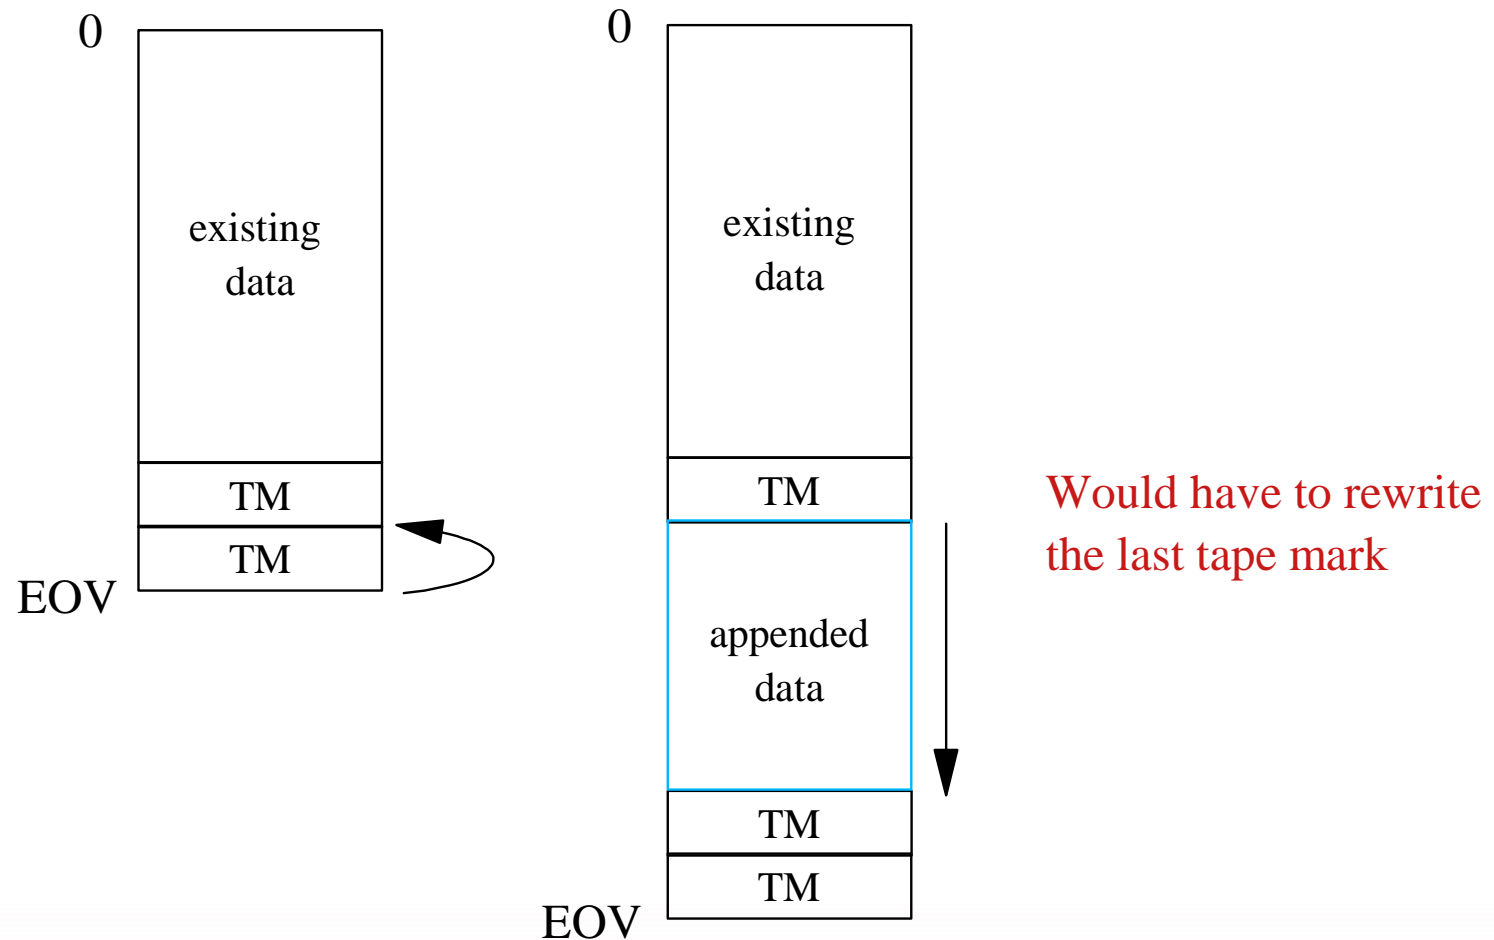 0
existing
data
TM
TM
EOV
0
existing
data
TM
appended
data
TM
TM
EOV
Would have to rewrite
the last tape mark